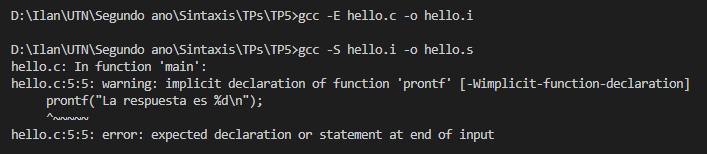 D:\Ilan\UTN\Segundo ano\Sintaxis\TPs\TP5>gcc -E hello.c -o hello.i
D:\Ilan\UTN\Segundo ano\Sintaxis\TPs\TP5>gcc -S hello.i -o hello.s
hello.c: In function 'main':
hello.c:5:5: warning: implicit declaration of function 'prontf' [-Wimplicit-function-declaration]
     prontf("La respuesta es %d\n");
     ^~~~~~
hello.c:5:5: error: expected declaration or statement at end of input